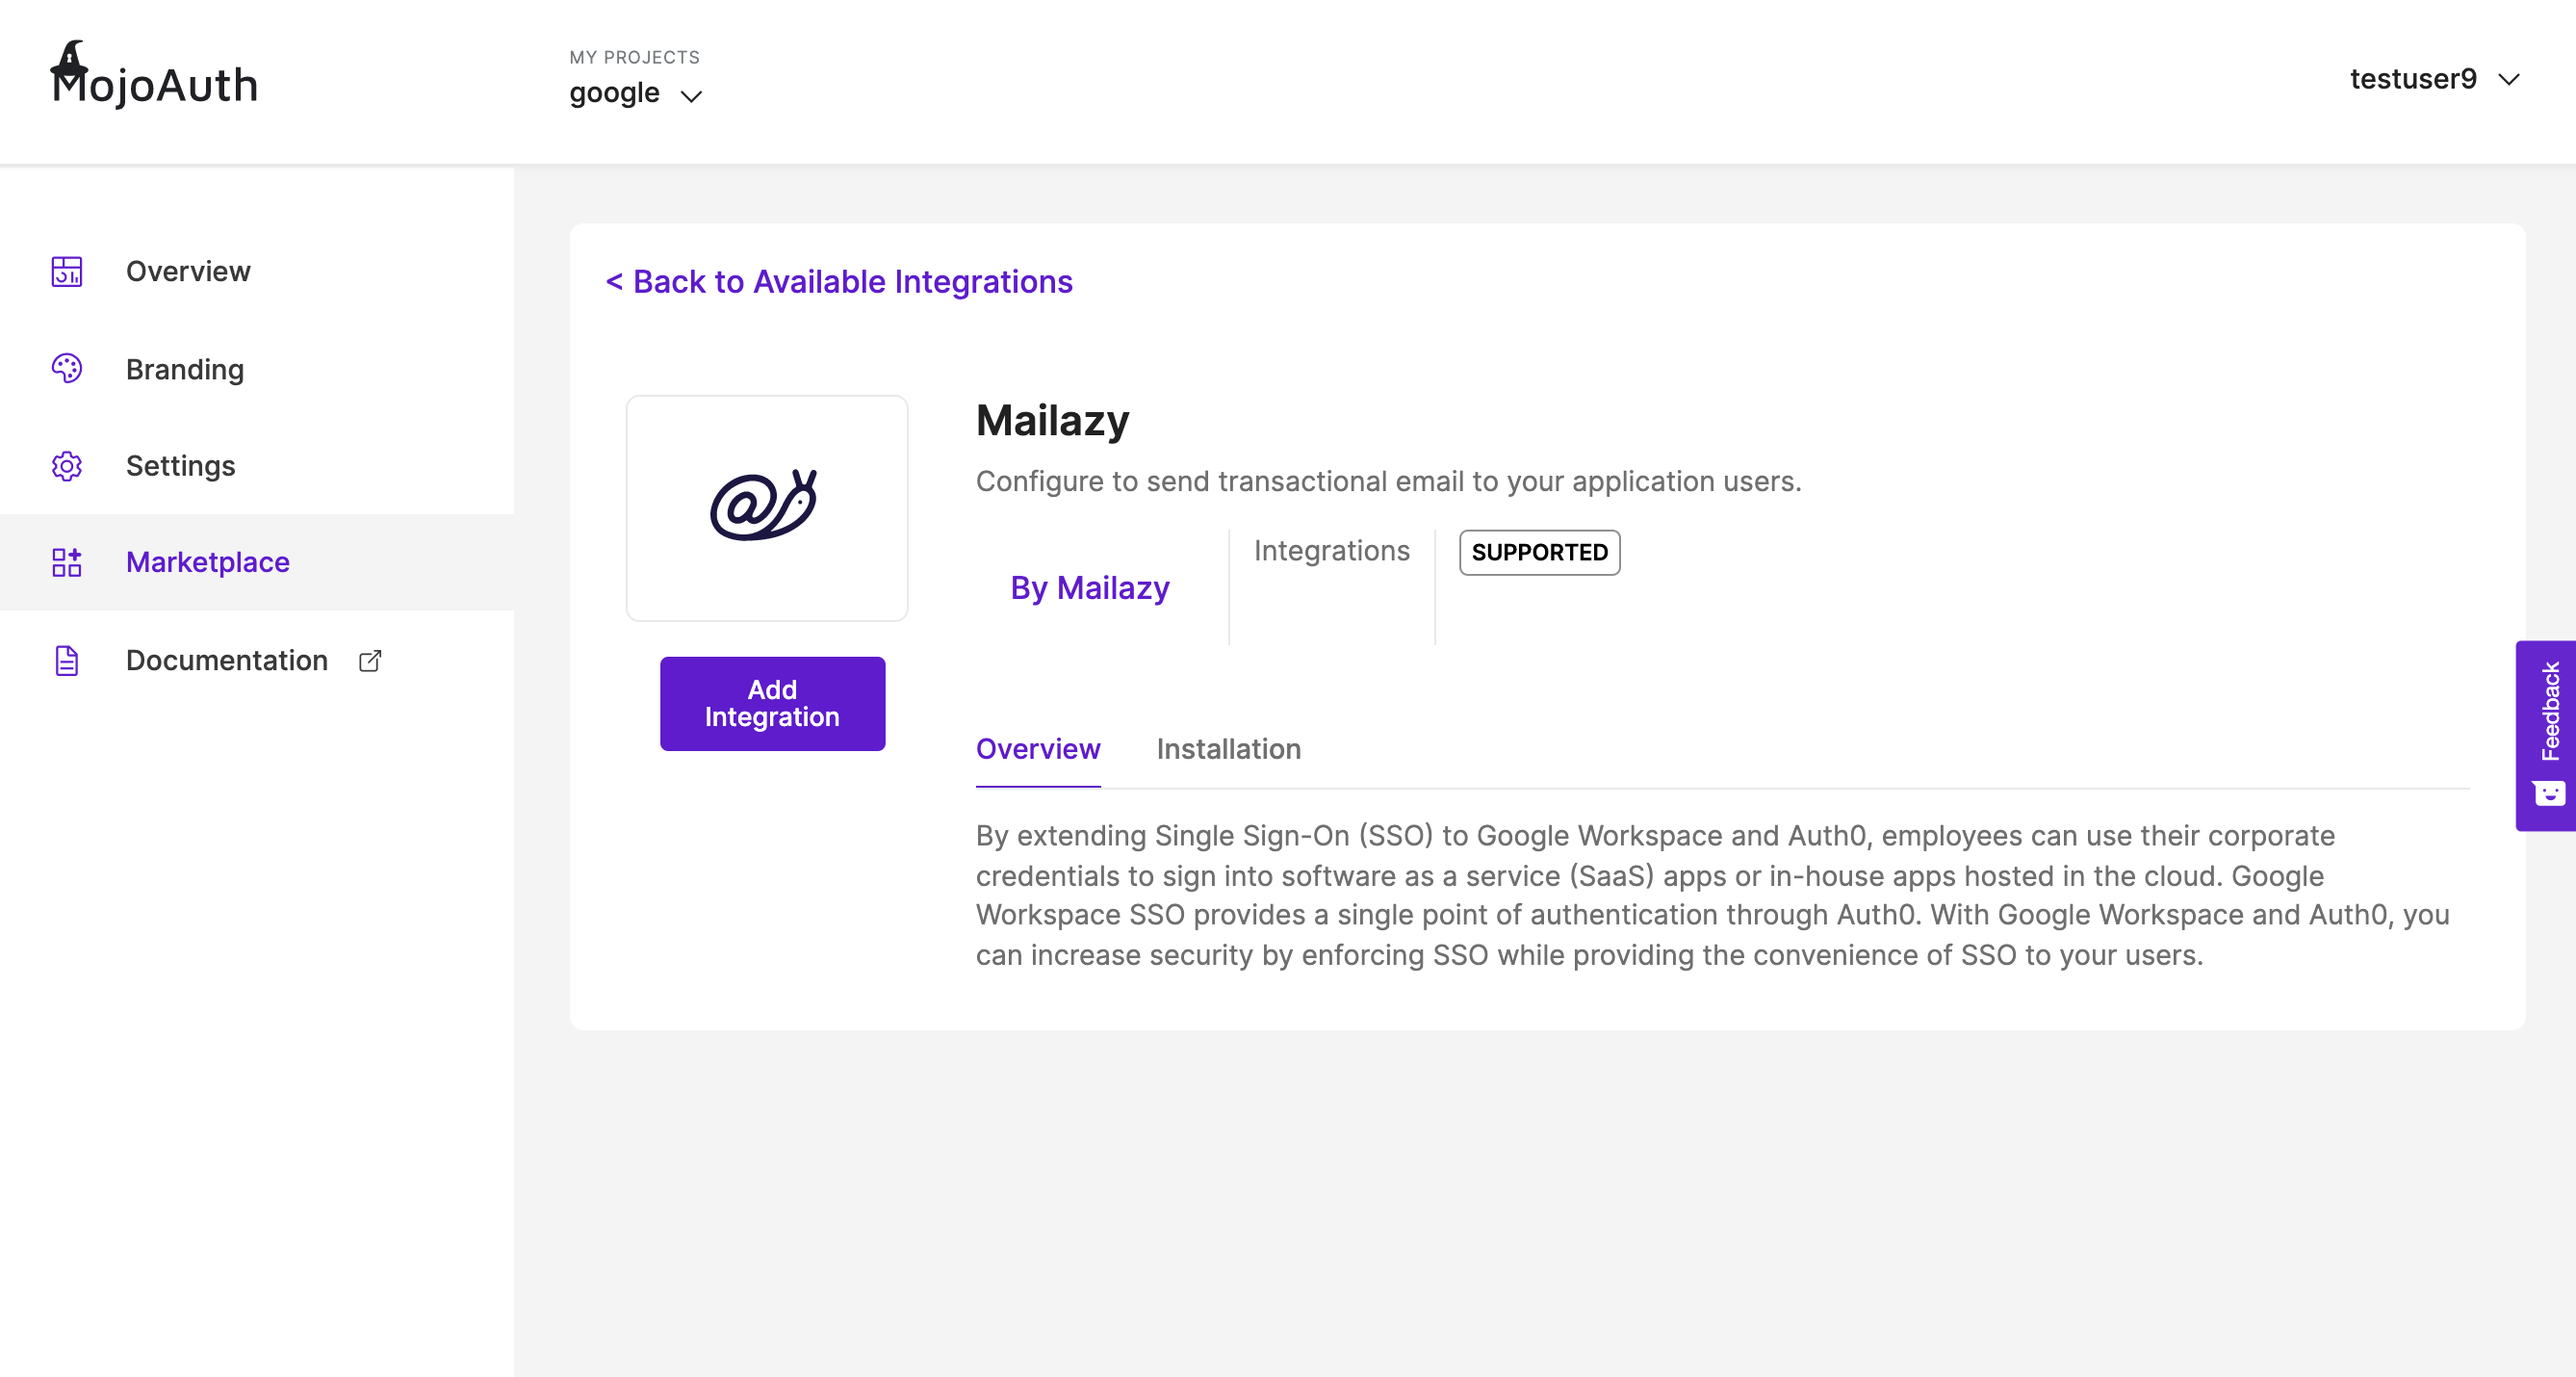 MojoAuth
MY PROJECTS
google
testuser9
Overview
Branding
Settings
Marketplace
Documentation
< Back to Available Integrations
Mailazy
Configure to send transactional email to your application users.
By Mailazy
Integrations
SUPPORTED
Add
Integration
Overview
Installation
By extending Single Sign-On (SSO) to Google Workspace and Auth0, employees can use their corporate
credentials to sign into software as a service (SaaS) apps or in-house apps hosted in the cloud. Google
Workspace SSO provides a single point of authentication through Auth0. With Google Workspace and Auth0, you
can increase security by enforcing SSO while providing the convenience of SSO to your users.
Feedback